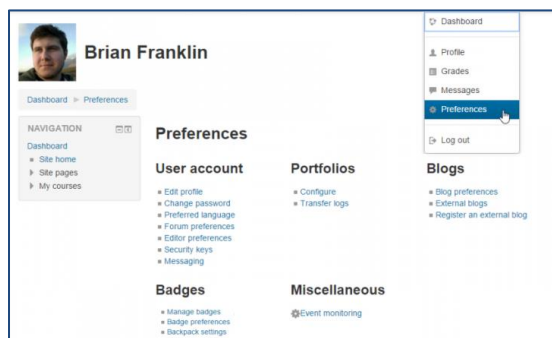 Dashboard
Brian Franklin
Profile
Grades
Messages
Preferences
Log out
Dashboard ▶ Preferences
NAVIGATION
Dashboard
Site home
Site pages
My courses
Preferences
User account
Edit profile
Change password
Preferred language
Forum preferences
Editor preferences
Security keys
Messaging
Portfolios
Configure
Transfer logs
Blogs
Blog preferences
External blogs
Register an external blog
Badges
Manage badges
Badge preferences
Backpack settings
Miscellaneous
Event monitoring